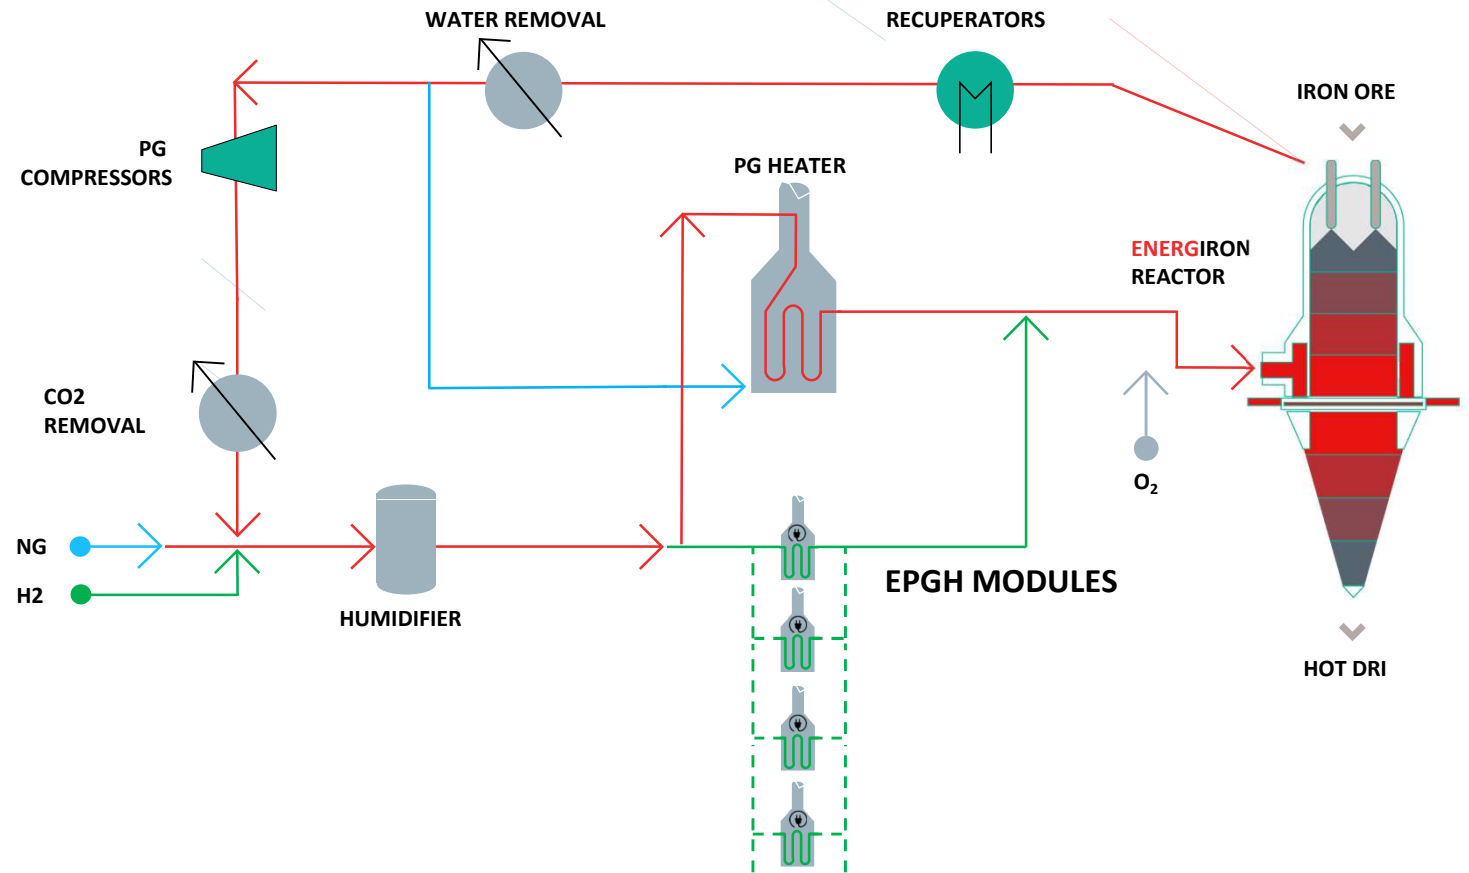 WATER REMOVAL
RECUPERATORS
IRON ORE
PG
COMPRESSORS
PG HEATER
ENERGIRON
REACTOR
CO2
REMOVAL
O₂
NG
H2
HUMIDIFIER
EPGH MODULES
HOT DRI